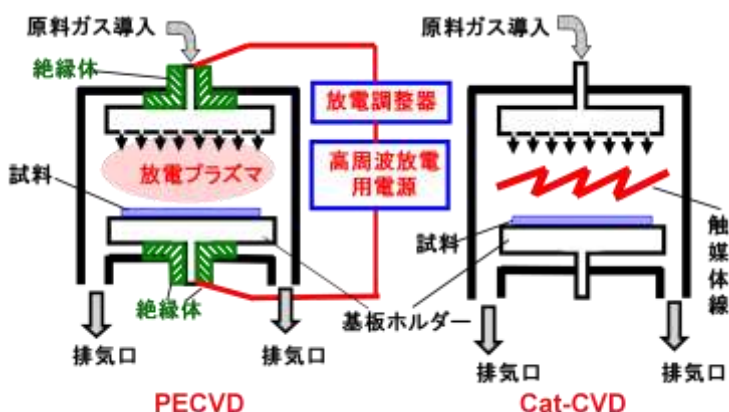 原料ガス導入
絶縁体
放電調整器
高周波放電
用電源
放電プラズマ
試料
絶縁体
排気口
排気口
PECVD
原料ガス導入
試料
触媒体線
基板ホルダー
排気口
排気口
Cat-CVD